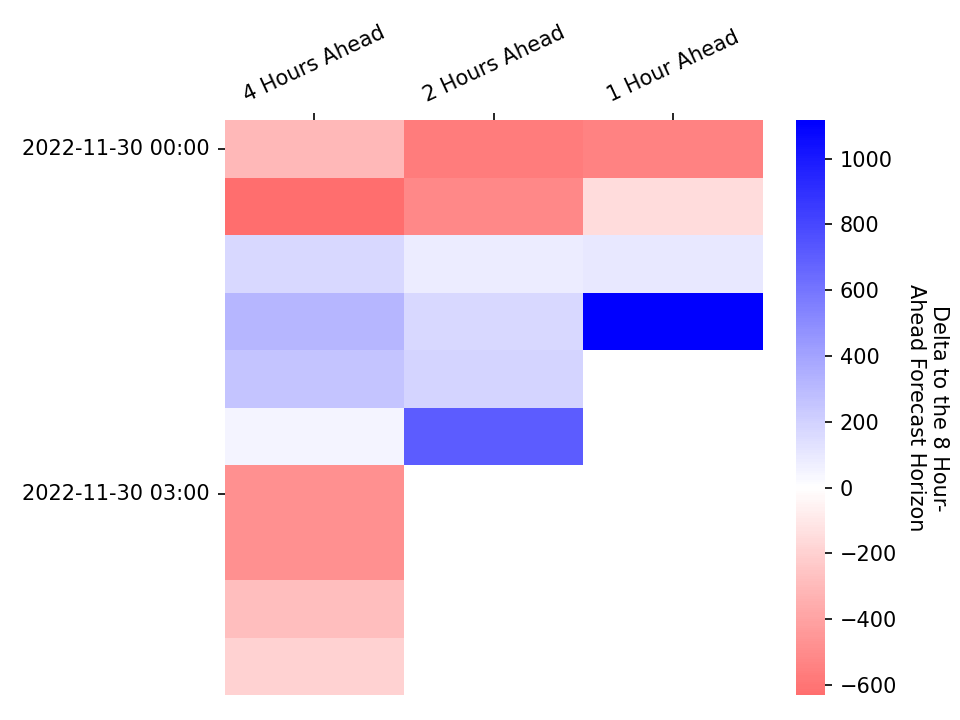 4 Hours Ahead
2 Hours Ahead
1 Hour Ahead
2022-11-30 00:00
2022-11-30 03:00
1000
800
600
400
200
0
−200
−400
−600
Delta to the 8 Hour-
Ahead Forecast Horizon